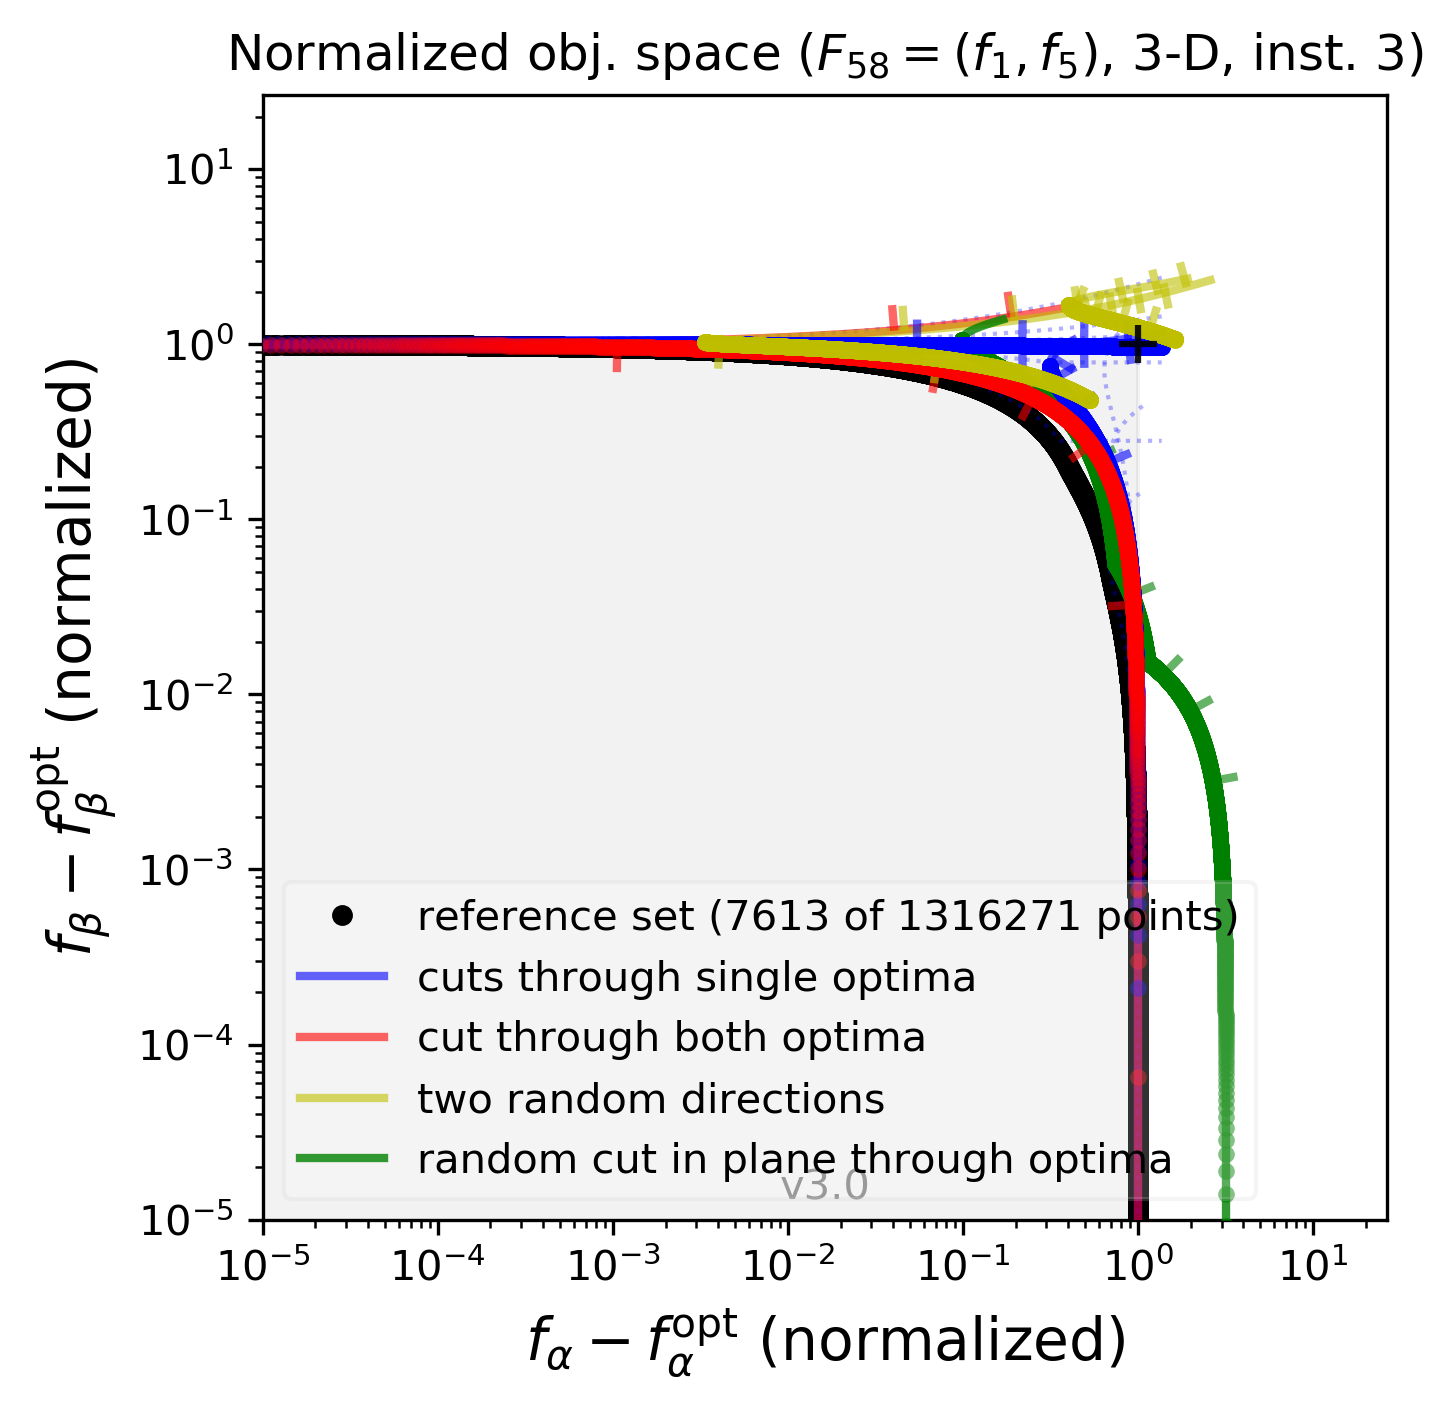 Normalized obj. space (F₅₈ = (f₁, f₅), 3-D, inst. 3)
f_β − f_β^opt (normalized)
10¹
10⁰
10⁻¹
10⁻²
10⁻³
10⁻⁴
10⁻⁵
reference set (7613 of 1316271 points)
cuts through single optima
cut through both optima
two random directions
random cut in plane through optima
v3.0
10⁻⁵ 10⁻⁴ 10⁻³ 10⁻² 10⁻¹ 10⁰ 10¹
f_α − f_α^opt (normalized)